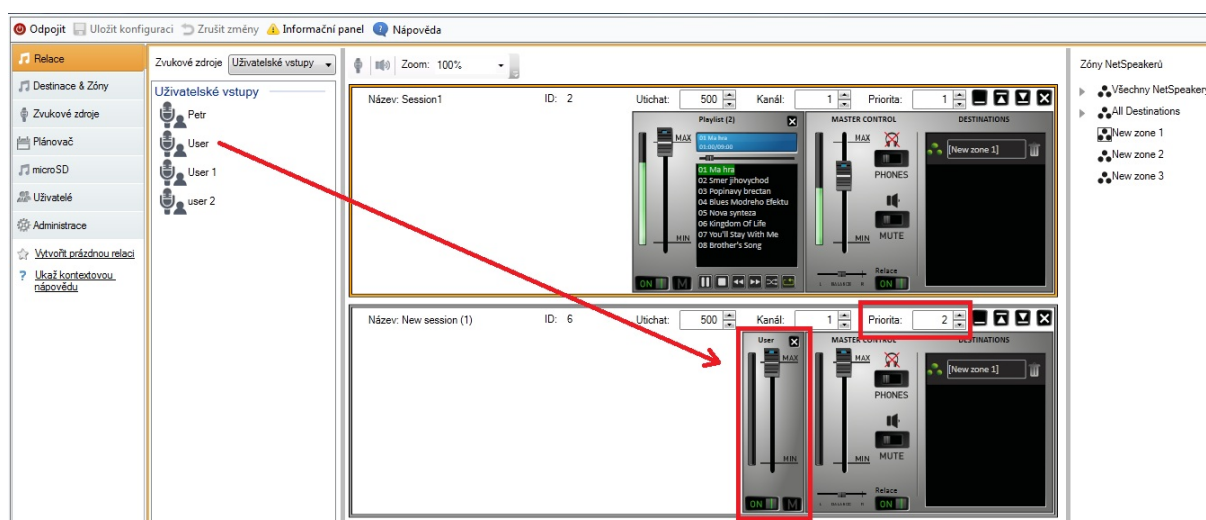 Odpojit Uložit konfiguraci Zrušit změny Informační panel Nápověda
Relace
Destinace & Zóny
Zvukové zdroje
Plánovač
microSD
Uživatelé
Administrace
Vytvořit prázdnou relaci
Ukaž kontextovou
nápovědu
Zvukové zdroje Uživatelské vstupy
Uživatelské vstupy
Petr
User
User 1
user 2
Zoom: 100%
Název: Session1 ID: 2 Utichat: 500 Kanál: 1 Priorita: 1
Playlist (2)
MAX
01 Ma hra
01:00/09:00
01 Ma hra
02 Smer jihovychod
03 Popinavy brectan
04 Blues Modreho Efektu
05 Nova synteza
06 Kingdom Of Life
07 You'll Stay With Me
08 Brother's Song
MIN
ON M
MASTER CONTROL
MAX
PHONES
MUTE
MIN
BALANCE
Relace
ON
DESTINATIONS
[New zone 1]
Název: New session (1) ID: 6 Utichat: 500 Kanál: 1 Priorita: 2
User
MAX
MIN
ON M
MASTER CONTROL
MAX
PHONES
MUTE
MIN
BALANCE
Relace
ON
DESTINATIONS
[New zone 1]
Zóny NetSpeakerů
Všechny NetSpeakery
All Destinations
New zone 1
New zone 2
New zone 3